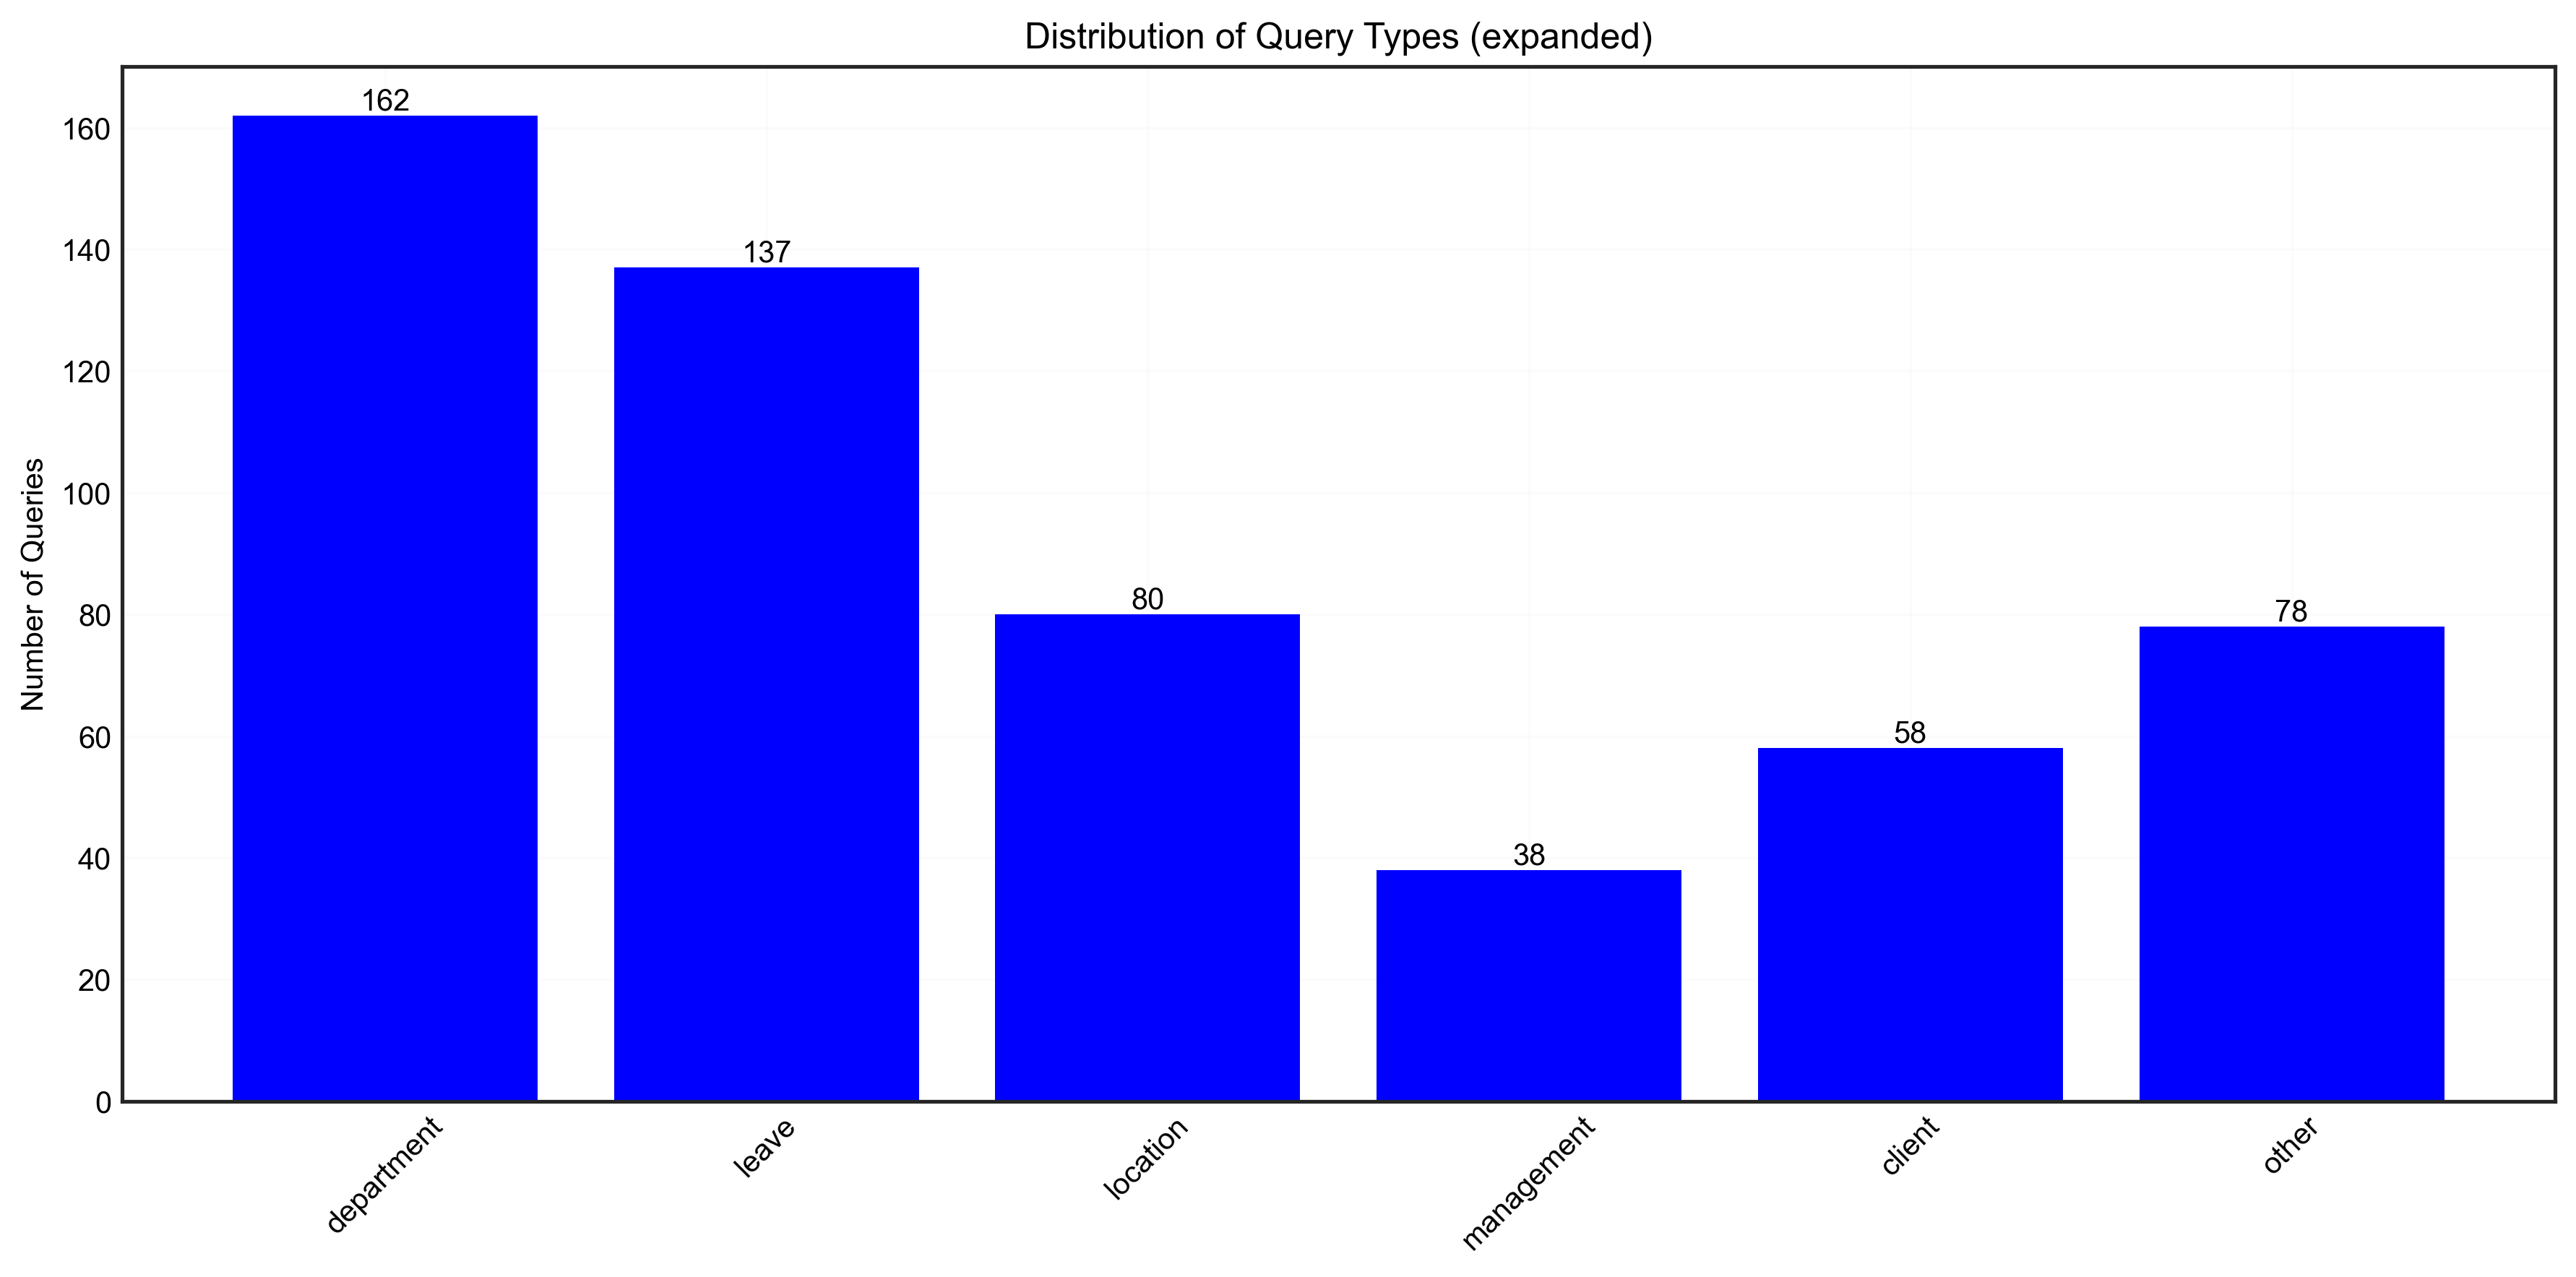 Distribution of Query Types (expanded)
Number of Queries
160
140
120
100
80
60
40
20
0
162
137
80
38
58
78
department
leave
location
management
client
other